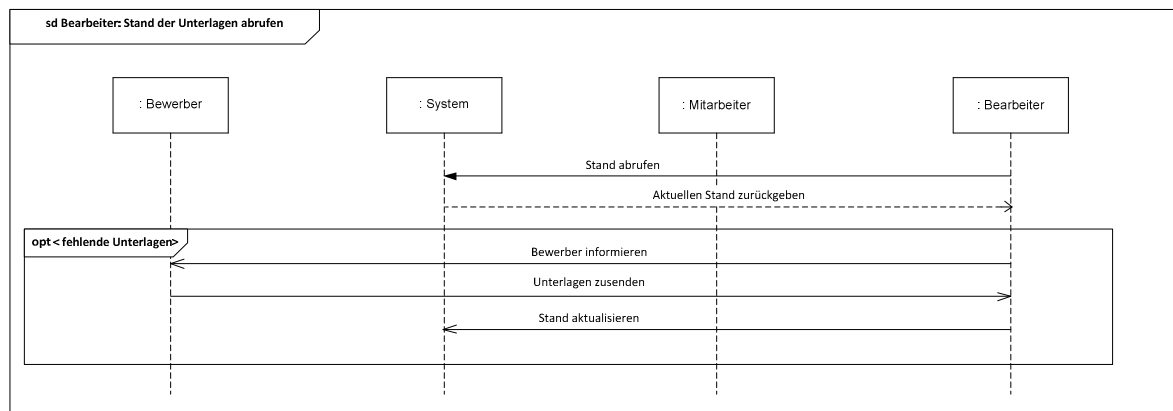 sd Bearbeiter: Stand der Unterlagen abrufen
: Bewerber
: System
: Mitarbeiter
: Bearbeiter
Stand abrufen
Aktuellen Stand zurückgeben
opt < fehlende Unterlagen>
Bewerber informieren
Unterlagen zusenden
Stand aktualisieren